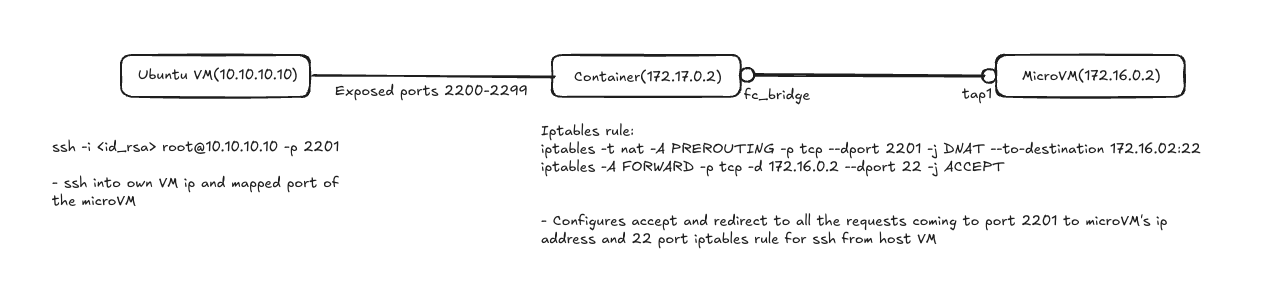 Ubuntu VM(10.10.10.10)
Exposed ports 2200-2299
Container(172.17.0.2)
fc_bridge
tap1
MicroVM(172.16.0.2)
ssh -i <id_rsa> root@10.10.10.10 -p 2201
- ssh into own VM ip and mapped port of
the microVM
Iptables rule:
iptables -t nat -A PREROUTING -p tcp --dport 2201 -j DNAT --to-destination 172.16.02:22
iptables -A FORWARD -p tcp -d 172.16.0.2 --dport 22 -j ACCEPT
- Configures accept and redirect to all the requests coming to port 2201 to microVM's ip
address and 22 port iptables rule for ssh from host VM